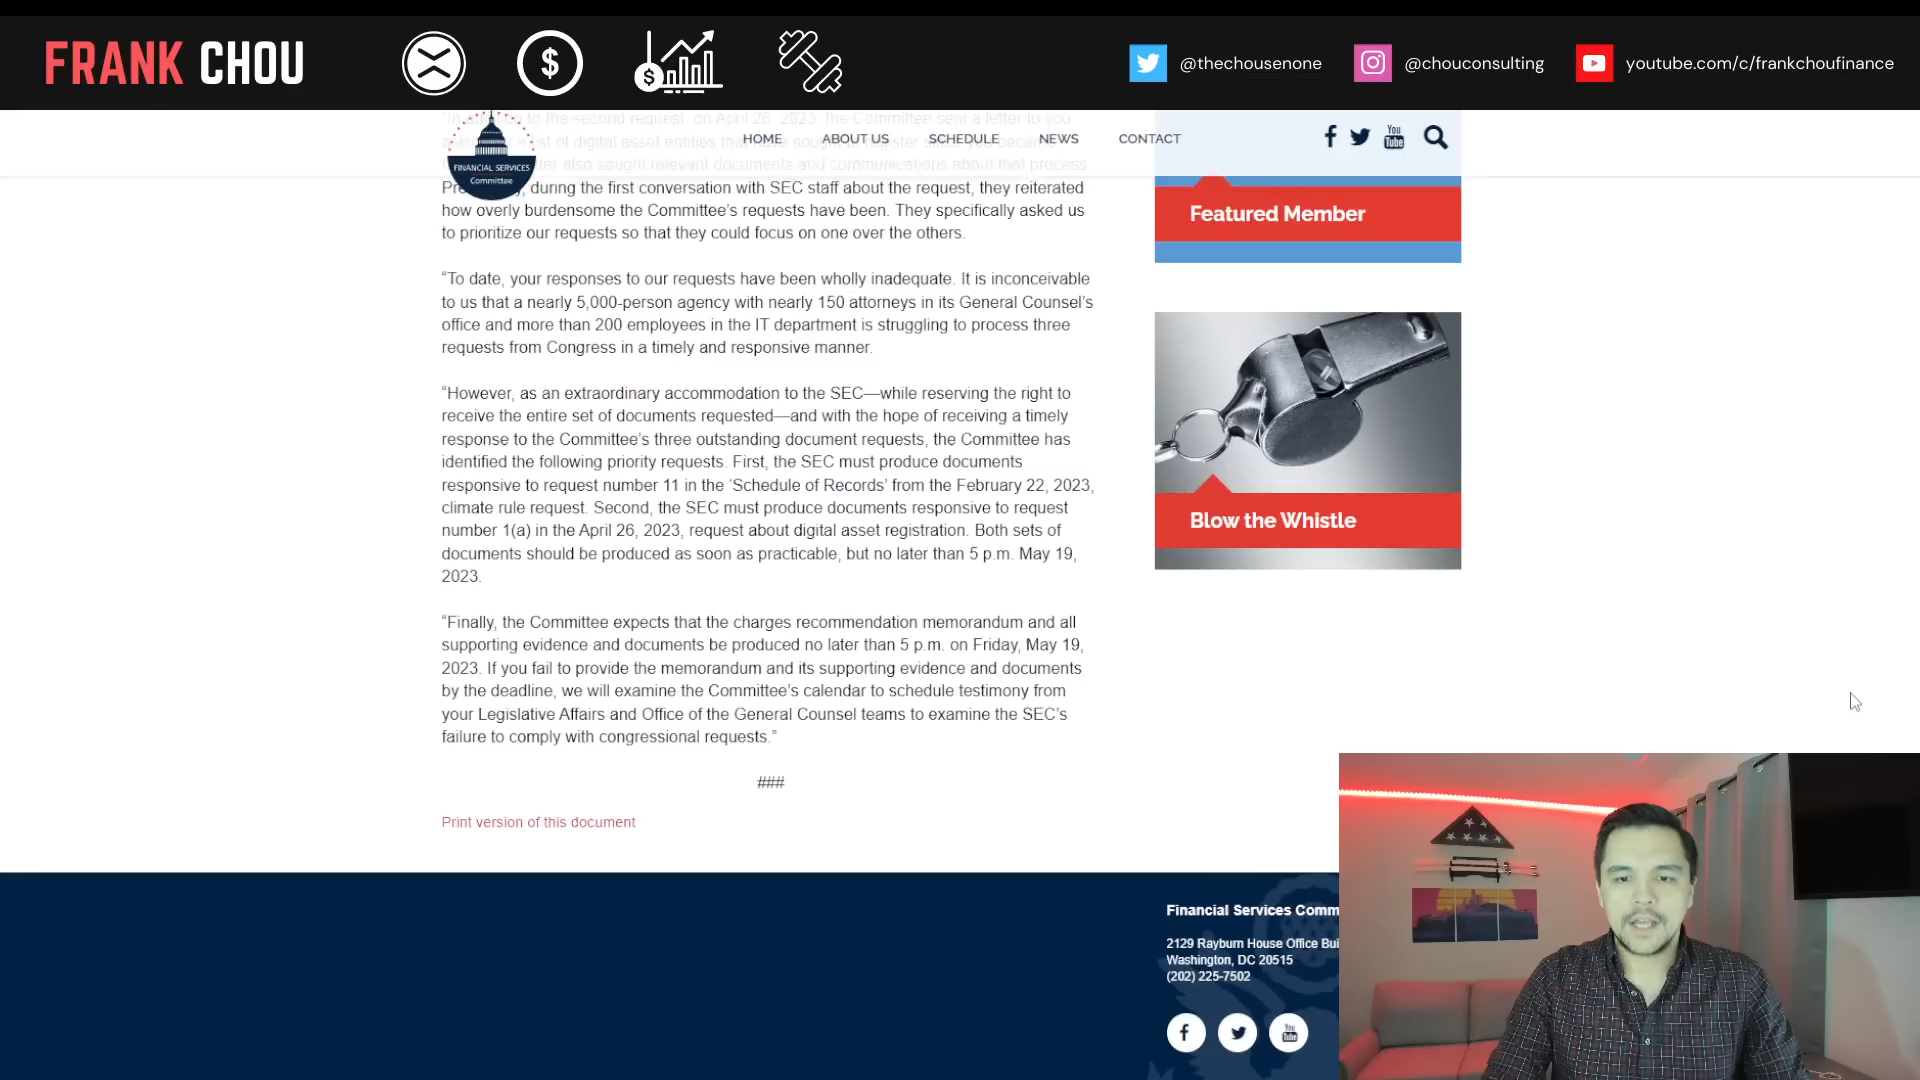 FRANK CHOU
@thechousenone
@chouconsulting
youtube.com/c/frankchoufinance
FINANCIAL SERVICES
Committee
HOME ABOUT US SCHEDULE NEWS CONTACT
to the second request, on April 26, 2023, the Committee sent a letter to you
of digital asset entities that have sought to register since you became
also sought relevant documents and communications about that process
during the first conversation with SEC staff about the request, they reiterated
how overly burdensome the Committee’s requests have been. They specifically asked us
to prioritize our requests so that they could focus on one over the others.
“To date, your responses to our requests have been wholly inadequate. It is inconceivable
to us that a nearly 5,000-person agency with nearly 150 attorneys in its General Counsel’s
office and more than 200 employees in the IT department is struggling to process three
requests from Congress in a timely and responsive manner.
“However, as an extraordinary accommodation to the SEC—while reserving the right to
receive the entire set of documents requested—and with the hope of receiving a timely
response to the Committee’s three outstanding document requests, the Committee has
identified the following priority requests. First, the SEC must produce documents
responsive to request number 11 in the ‘Schedule of Records’ from the February 22, 2023,
climate rule request. Second, the SEC must produce documents responsive to request
number 1(a) in the April 26, 2023, request about digital asset registration. Both sets of
documents should be produced as soon as practicable, but no later than 5 p.m. May 19,
2023.
“Finally, the Committee expects that the charges recommendation memorandum and all
supporting evidence and documents be produced no later than 5 p.m. on Friday, May 19,
2023. If you fail to provide the memorandum and its supporting evidence and documents
by the deadline, we will examine the Committee’s calendar to schedule testimony from
your Legislative Affairs and Office of the General Counsel teams to examine the SEC’s
failure to comply with congressional requests.”
###
Print version of this document
You Tube
Featured Member
Blow the Whistle
Financial Services Comm
2129 Rayburn House Office Bui
Washington, DC 20515
(202) 225-7502
You Tube